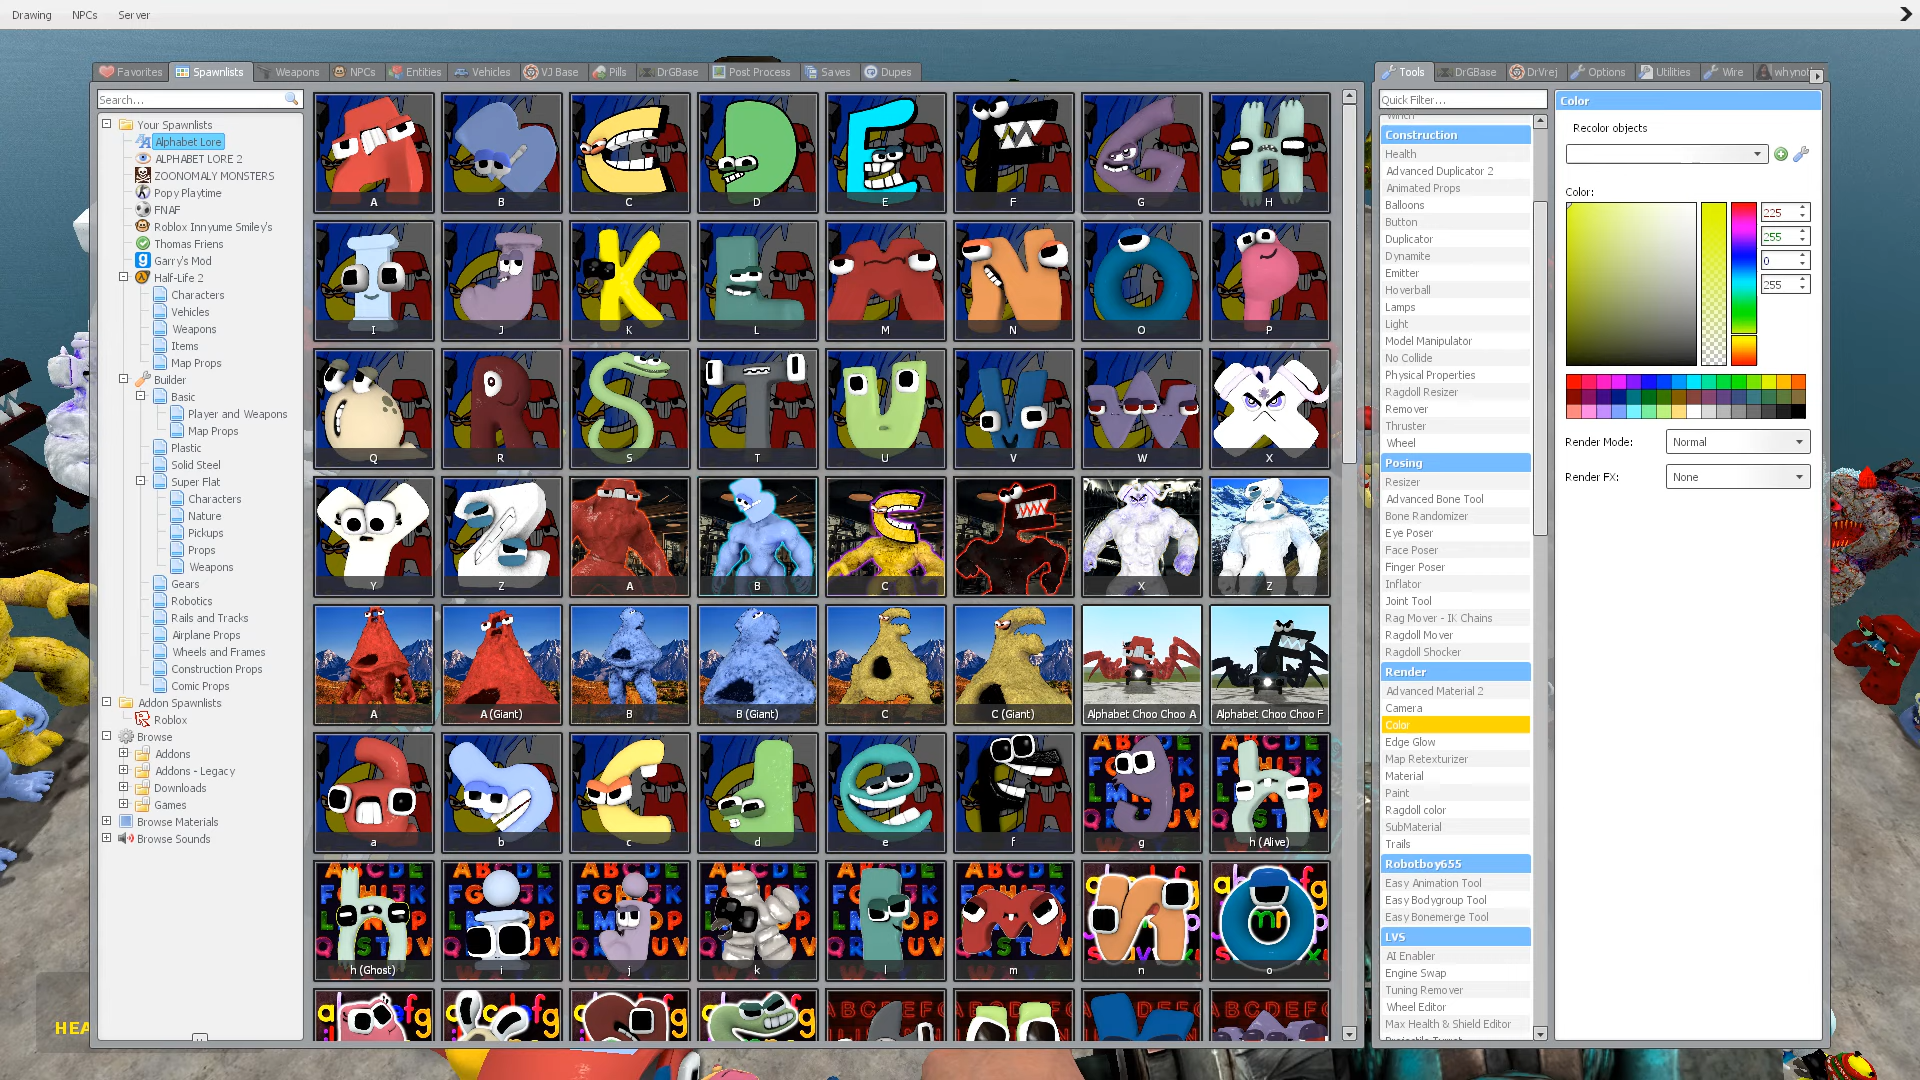 Drawing NPCs Server
Favorites Spawnlists Weapons NPCs Entities Vehicles VJ Base Pills DrGBase Post Process Saves Dupes
Search...
Your Spawnlists
Alphabet Lore
ALPHABET LORE 2
ZOONOMALY MONSTERS
Popy Playtime
FNAF
Roblox Innyume Smiley's
Thomas Friens
Garry's Mod
Half-Life 2
Characters
Vehicles
Weapons
Items
Map Props
Builder
Basic
Player and Weapons
Map Props
Plastic
Solid Steel
Super Flat
Characters
Nature
Pickups
Props
Weapons
Gears
Robotics
Rails and Tracks
Airplane Props
Wheels and Frames
Construction Props
Comic Props
Addon Spawnlists
Roblox
Browse
Addons
Addons - Legacy
Downloads
Games
Browse Materials
Browse Sounds
HEA
A B C D E F G H
I J K L M N O P
Q R S T U V W X
Y Z A B C F X Z
A A (Giant) B B (Giant) C C (Giant) Alphabet Choo Choo A Alphabet Choo Choo F
a b c d e f g h (Alive)
h (Ghost) i j k l m n o
Tools DrGBase DrVrej Options Utilities Wire whynot
Quick Filter...
Winch
Construction
Health
Advanced Duplicator 2
Animated Props
Balloons
Button
Duplicator
Dynamite
Emitter
Hoverball
Lamps
Light
Model Manipulator
No Collide
Physical Properties
Ragdoll Resizer
Remover
Thruster
Wheel
Posing
Resizer
Advanced Bone Tool
Bone Randomizer
Eye Poser
Face Poser
Finger Poser
Inflator
Joint Tool
Rag Mover - IK Chains
Ragdoll Mover
Ragdoll Shocker
Render
Advanced Material 2
Camera
Color
Edge Glow
Map Retexturizer
Material
Paint
Ragdoll color
SubMaterial
Trails
Robotboy655
Easy Animation Tool
Easy Bodygroup Tool
Easy Bonemerge Tool
LVS
AI Enabler
Engine Swap
Tuning Remover
Wheel Editor
Max Health & Shield Editor
Projectile Turret
Color
Recolor objects
Color:
225
255
0
255
Render Mode: Normal
Render FX: None